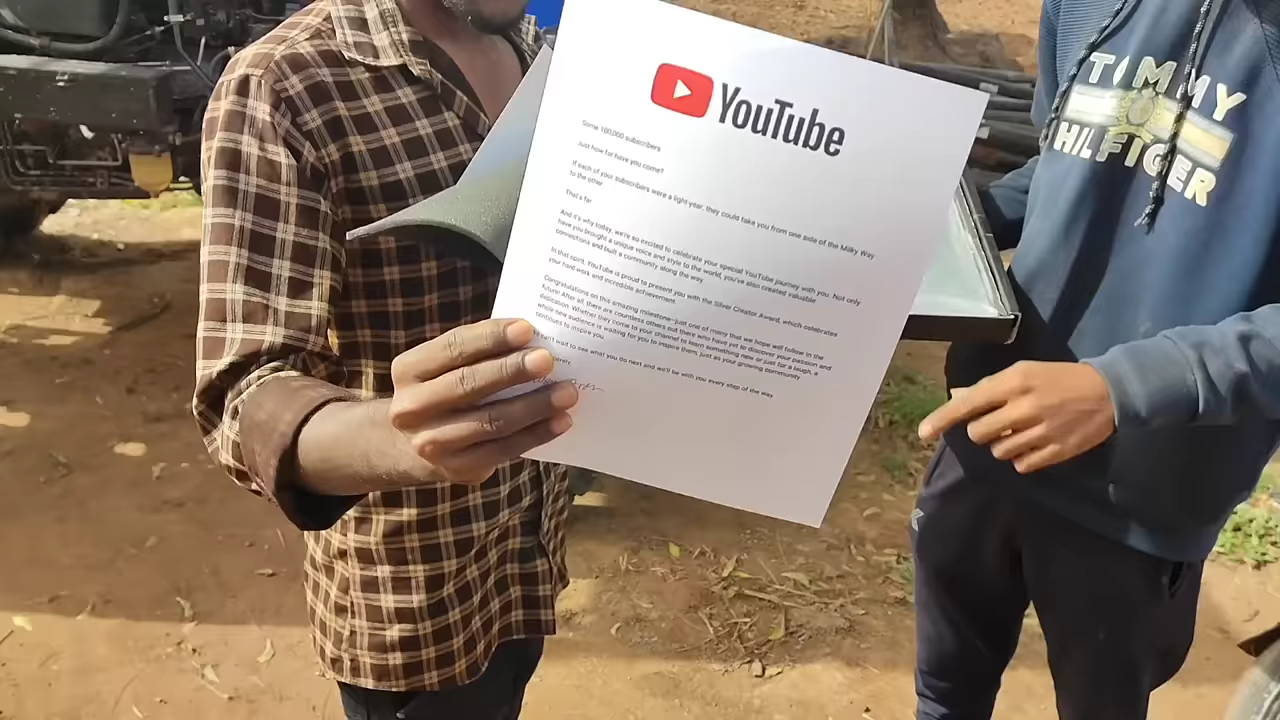 YouTube
Some 100,000 subscribers
Just how far have you come?
If each of your subscribers were a light-year, they could take you from one side of the Milky Way
to the other
That's far
And it's why today, we're so excited to celebrate your special YouTube journey with you. Not only
have you brought a unique voice and style to the world, you've also created valuable
connections and built a community along the way.
In that spirit, YouTube is proud to present you with the Silver Creator Award, which celebrates
your hard work and incredible achievement.
Congratulations on this amazing milestone—just one of many that we hope will follow in the
future! After all, there are countless others out there who have yet to discover your passion and
dedication. Whether they come to your channel to learn something new or just for a laugh, a
whole new audience is waiting for you to inspire them, just as your growing community
continues to inspire you.
can't wait to see what you do next and we'll be with you every step of the way
TOMMY
HILFIGER